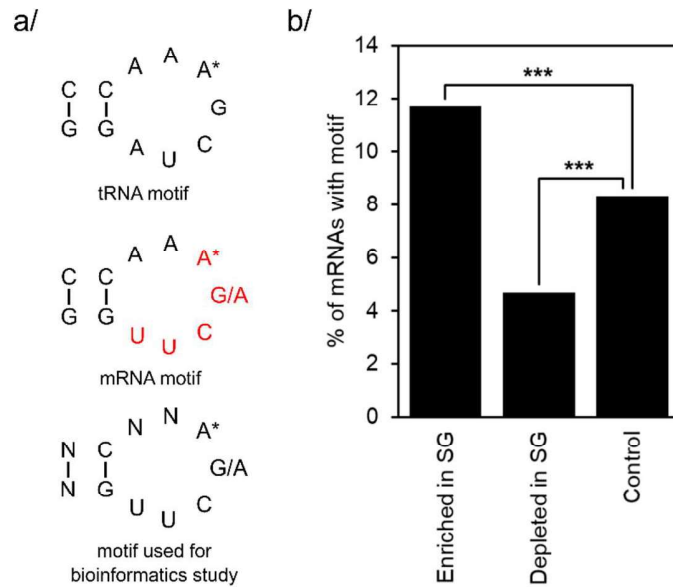 a/
A A A*
C C G
G G A U C
tRNA motif
A A A*
C C G/A
G G U U C
mRNA motif
N N A*
N C G/A
N G U U C
motif used for
bioinformatics study
b/
% of mRNAs with motif
14
12
10
8
6
4
2
0
***
***
Enriched in SG
Depleted in SG
Control